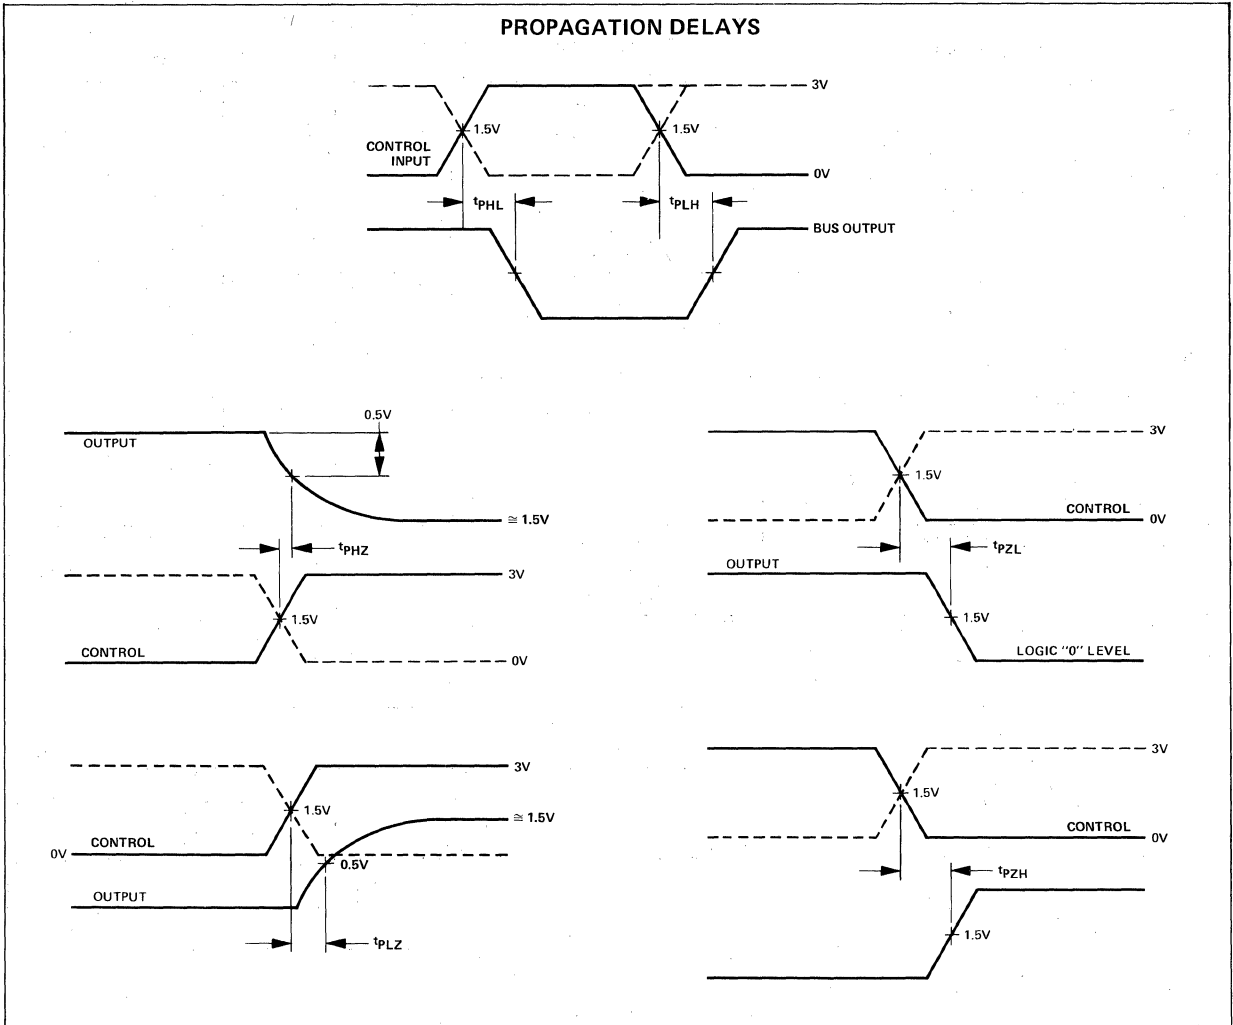 PROPAGATION DELAYS
3V
1.5V
1.5V
CONTROL
INPUT
0V
tPHL
tPLH
BUS OUTPUT
0.5V
OUTPUT
≅ 1.5V
tPHZ
3V
1.5V
CONTROL
0V
3V
1.5V
CONTROL
0V
tPZL
OUTPUT
1.5V
LOGIC "0" LEVEL
3V
1.5V
≅ 1.5V
0V
CONTROL
0.5V
OUTPUT
tPLZ
3V
1.5V
CONTROL
0V
tPZH
1.5V